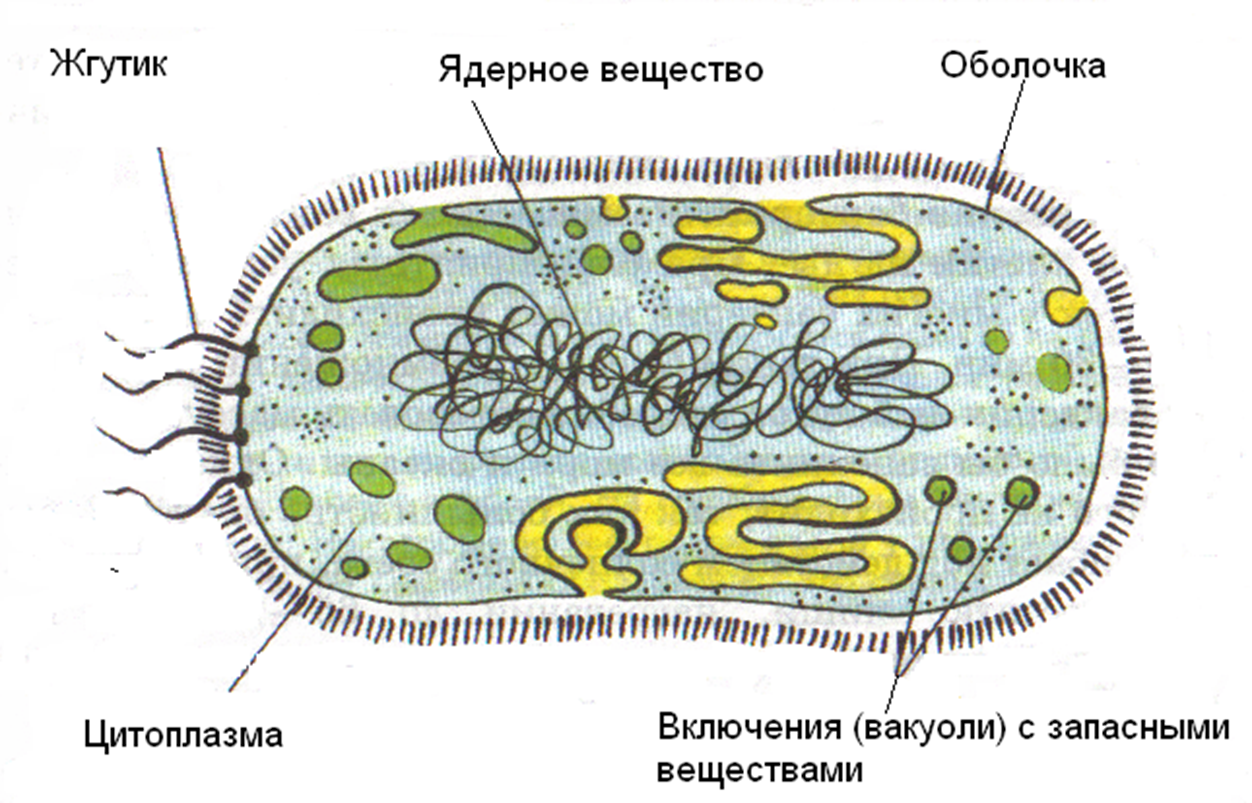 Жгутик
Ядерное вещество
Оболочка
Цитоплазма
Включения (вакуоли) с запасными
веществами